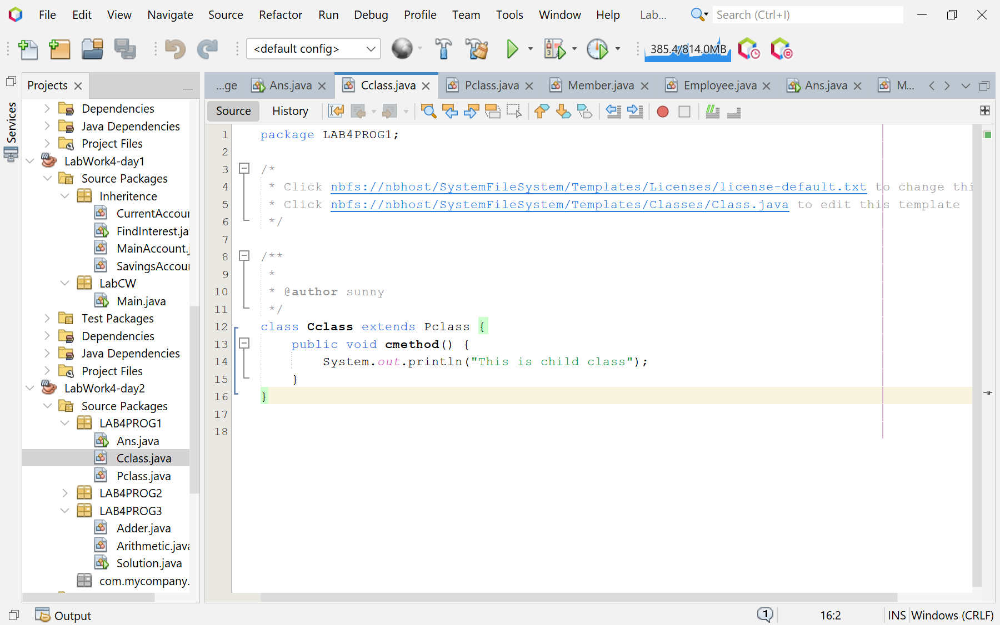 File Edit View Navigate Source Refactor Run Debug Profile Team Tools Window Help Lab... Search (Ctrl+I)
<default config> 385.4/814.0MB
Services
Projects
Dependencies
Java Dependencies
Project Files
LabWork4-day1
Source Packages
Inheritence
CurrentAccour
FindInterest.ja
MainAccount.j
SavingsAccour
LabCW
Main.java
Test Packages
Dependencies
Java Dependencies
Project Files
LabWork4-day2
Source Packages
LAB4PROG1
Ans.java
Cclass.java
Pclass.java
LAB4PROG2
LAB4PROG3
Adder.java
Arithmetic.java
Solution.java
com.mycompany.
...ge Ans.java Cclass.java Pclass.java Member.java Employee.java Ans.java M...
Source History
1 package LAB4PROG1;
2
3 /*
4 * Click nbfs://nbhost/SystemFileSystem/Templates/Licenses/license-default.txt to change thi
5 * Click nbfs://nbhost/SystemFileSystem/Templates/Classes/Class.java to edit this template
6 */
7
8 /**
9 *
10 * @author sunny
11 */
12 class Cclass extends Pclass {
13 public void cmethod() {
14 System.out.println("This is child class");
15 }
16 }
17
18
Output 1 16:2 INS Windows (CRLF)